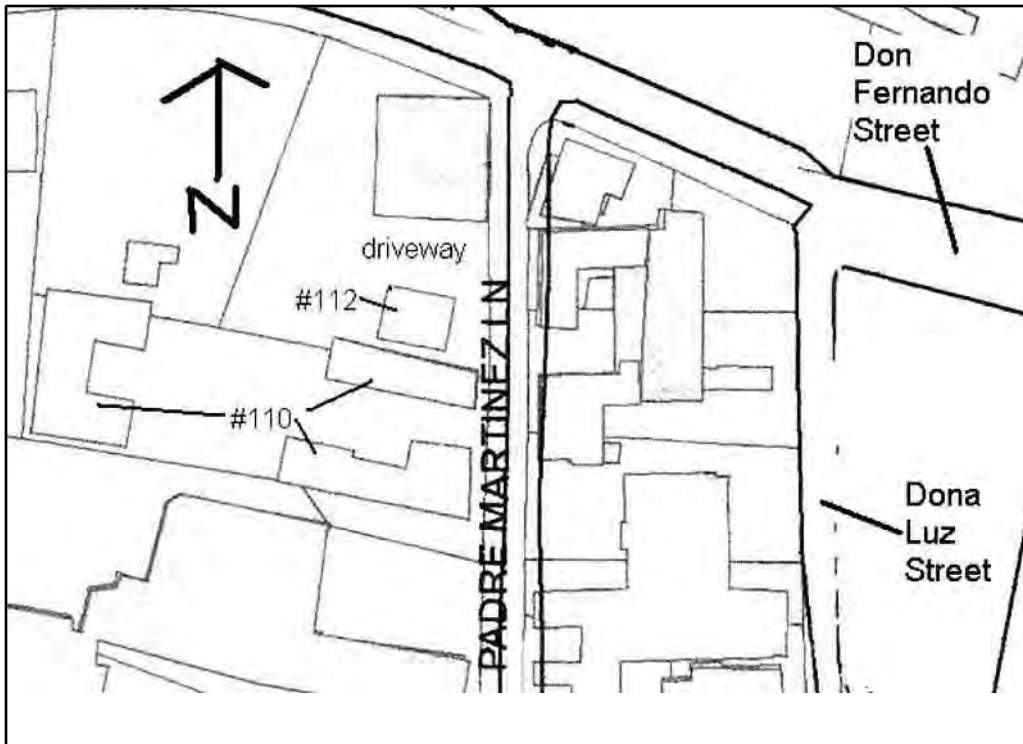 Don
Fernando
Street
N
driveway
#112
#110
PADRE MARTINEZ LN
Dona
Luz
Street